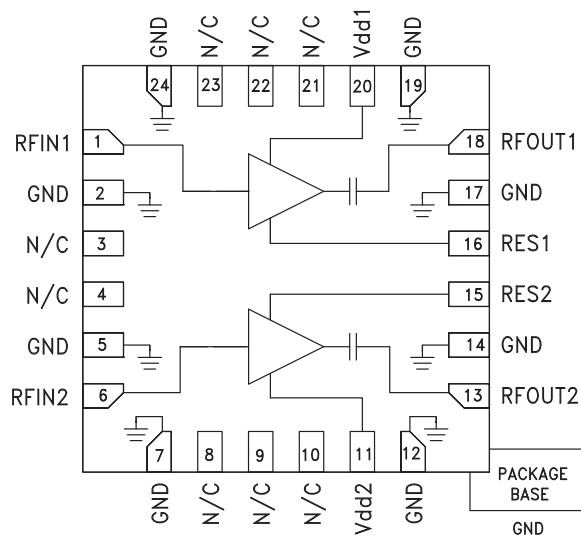 GND N/C N/C N/C Vdd1 GND
24 23 22 21 20 19
RFIN1 1 18 RFOUT1
GND 2 17 GND
N/C 3 16 RES1
N/C 4 15 RES2
GND 5 14 GND
RFIN2 6 13 RFOUT2
7 8 9 10 11 12
GND N/C N/C N/C Vdd2 GND
PACKAGE
BASE
GND